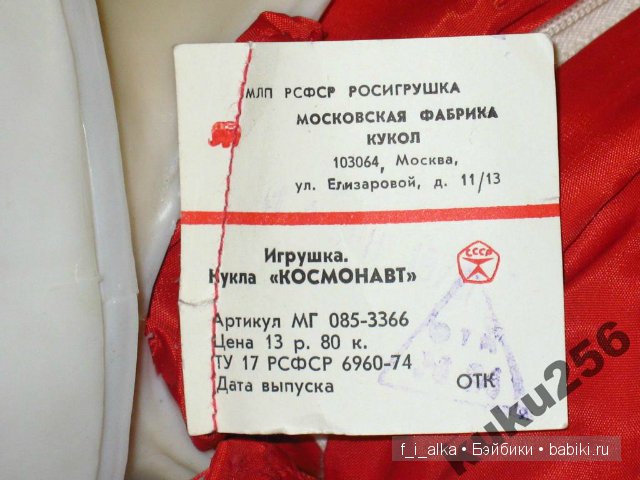 МЛП РСФСР РОСИГРУШКА
МОСКОВСКАЯ ФАБРИКА
КУКОЛ
103064, Москва,
ул. Елизаровой, д. 11/13
Игрушка.
Кукла «КОСМОНАВТ»
СССР
Артикул МГ 085-3366
Цена 13 р. 80 к.
ТУ 17 РСФСР 6960-74
Дата выпуска
ОТК
kuku256
f_i_alka • Бэйбики • babiki.ru